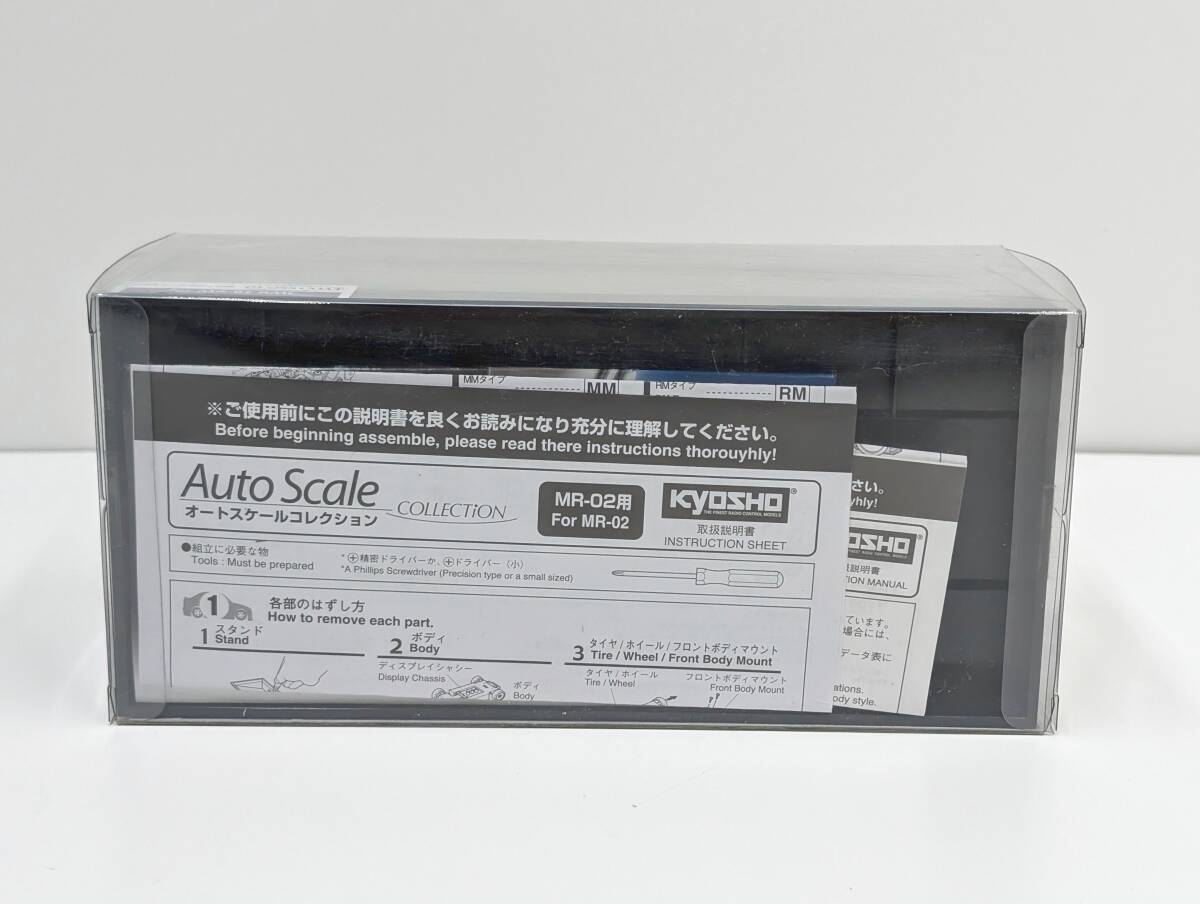 MMタイプ
MM
RMタイプ
RM
※ご使用前にこの説明書を良くお読みになり充分に理解してください。
Before beginning assemble, please read there instructions thorouyhly!
Auto Scale COLLECTiON
オートスケールコレクション
MR-02用
For MR-02
KYOSHO
THE FINEST RADIO CONTROL MODELS
取扱説明書
INSTRUCTION SHEET
●組立に必要な物
Tools : Must be prepared
*⊕精密ドライバーか、⊕ドライバー（小）
*A Phillips Screwdriver (Precision type or a small sized)
1 各部のはずし方
How to remove each part.
1 スタンド
Stand
2 ボディ
Body
3 タイヤ/ホイール/フロントボディマウント
Tire / Wheel / Front Body Mount
ディスプレイシャシー
Display Chassis
ボディ
Body
タイヤ/ホイール
Tire / Wheel
フロントボディマウント
Front Body Mount
さい。
yhly!
OSHO
説明書
ION MANUAL
ています。
場合には、
データ表に
ations.
ody style.